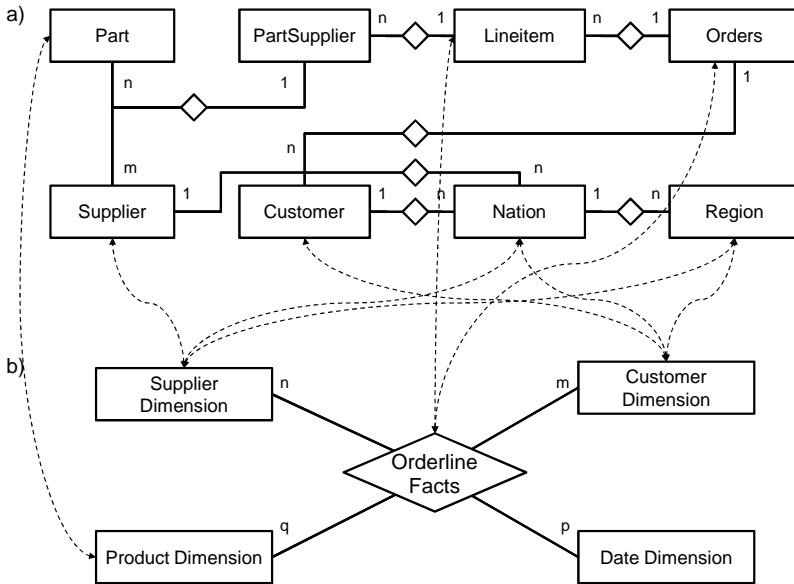 a)
Part
PartSupplier
n
1
Lineitem
n
1
Orders
n
1
1
n
n
m
1
Supplier
Customer
1
n
Nation
1
n
Region
b)
Supplier
Dimension
n
m
Customer
Dimension
Orderline
Facts
Product Dimension
q
p
Date Dimension